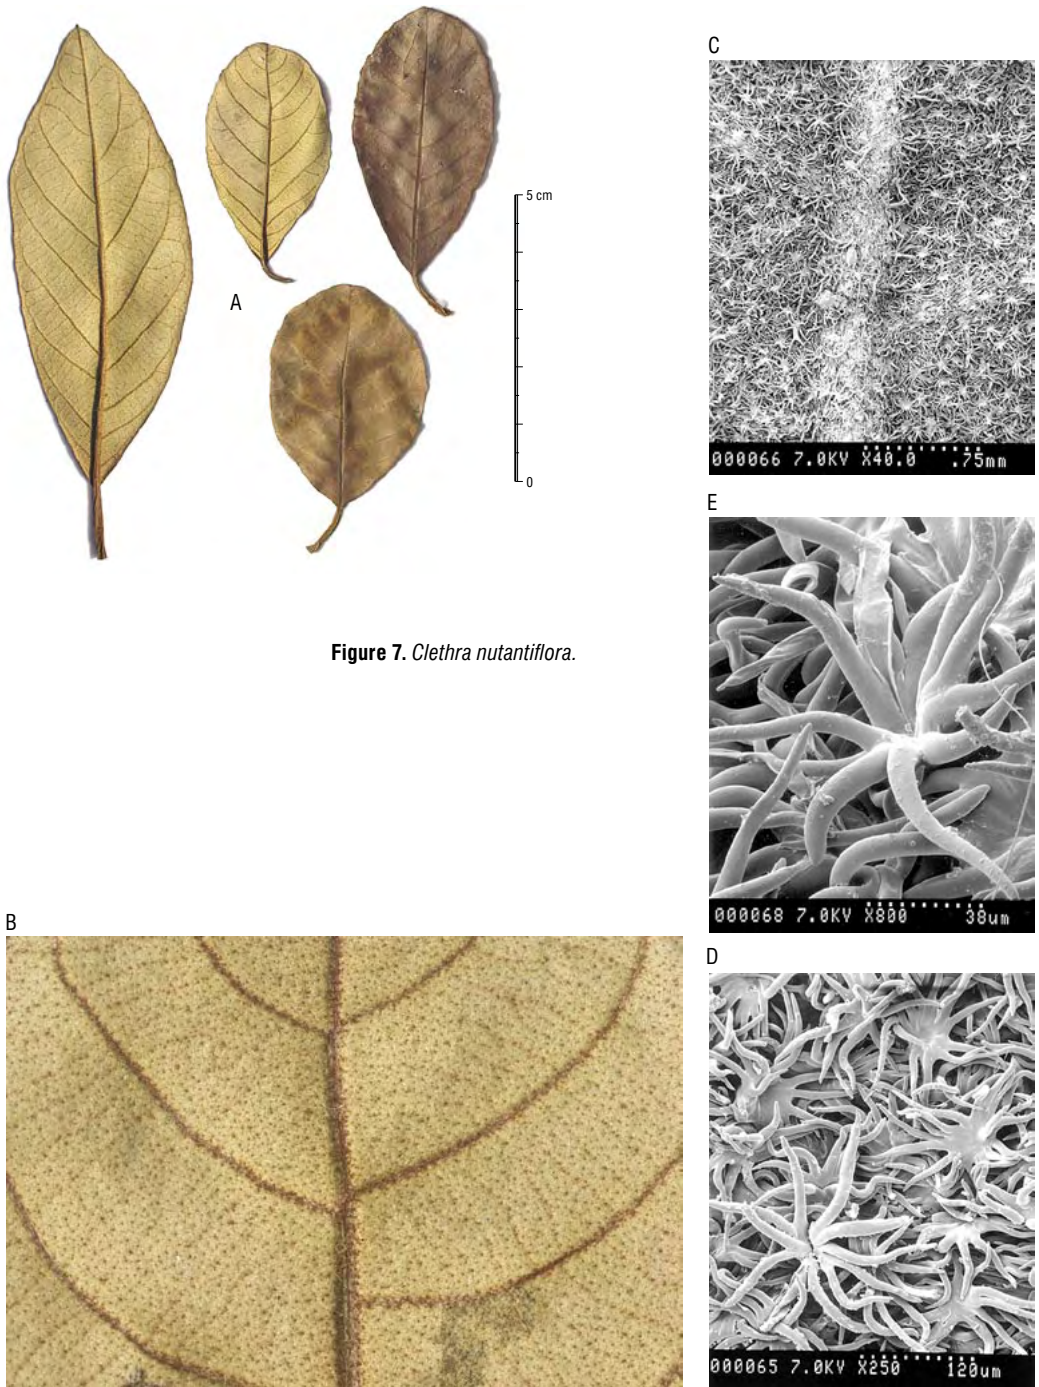 C
5 cm
A
0
000066 7.0KV X40.0 .75mm
E
Figure 7. Clethra nutantiflora.
000068 7.0KV X800 38um
B
D
000065 7.0KV X250 120um